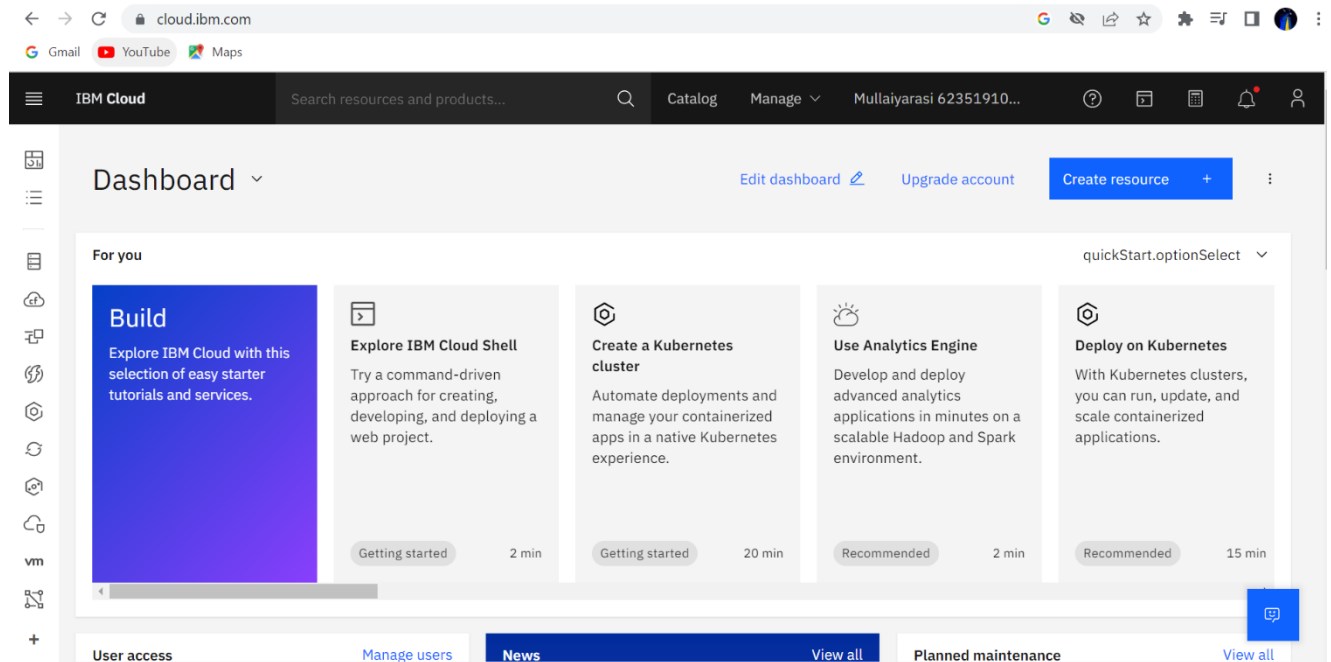 cloud.ibm.com
Gmail YouTube Maps
IBM Cloud Search resources and products... Catalog Manage Mullaiyarasi 62351910...
Dashboard Edit dashboard Upgrade account Create resource +
For you quickStart.optionSelect
Build
Explore IBM Cloud with this
selection of easy starter
tutorials and services.
Explore IBM Cloud Shell
Try a command-driven
approach for creating,
developing, and deploying a
web project.
Getting started 2 min
Create a Kubernetes
cluster
Automate deployments and
manage your containerized
apps in a native Kubernetes
experience.
Getting started 20 min
Use Analytics Engine
Develop and deploy
advanced analytics
applications in minutes on a
scalable Hadoop and Spark
environment.
Recommended 2 min
Deploy on Kubernetes
With Kubernetes clusters,
you can run, update, and
scale containerized
applications.
Recommended 15 min
cf
vm
User access Manage users
News View all
Planned maintenance View all